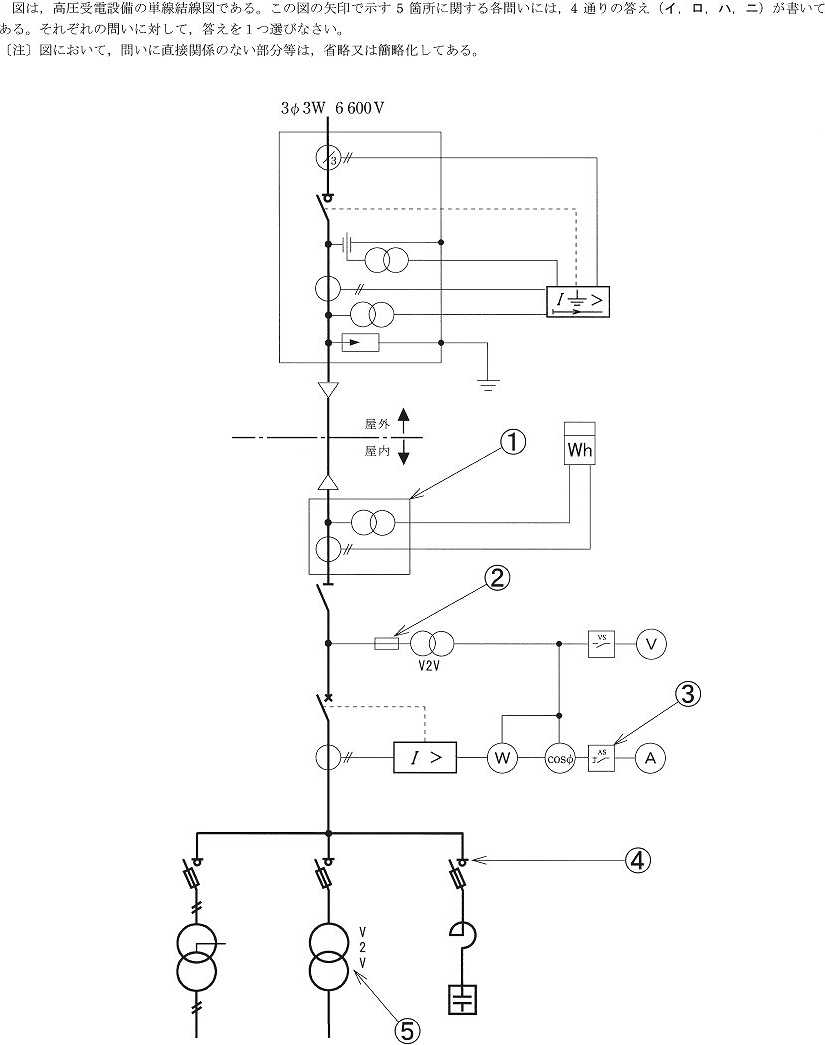 図は，高圧受電設備の単線結線図である。この図の矢印で示す 5 箇所に関する各問いには，4 通りの答え（イ，ロ，ハ，ニ）が書いて
ある。それぞれの問いに対して，答えを 1 つ選びなさい。
〔注〕図において，問いに直接関係のない部分等は，省略又は簡略化してある。
3φ3W 6 600V
3
I >
屋外
屋内
①
Wh
②
VS
V
V2V
③
AS
I >
W
cosφ
A
④
V
2
V
⑤